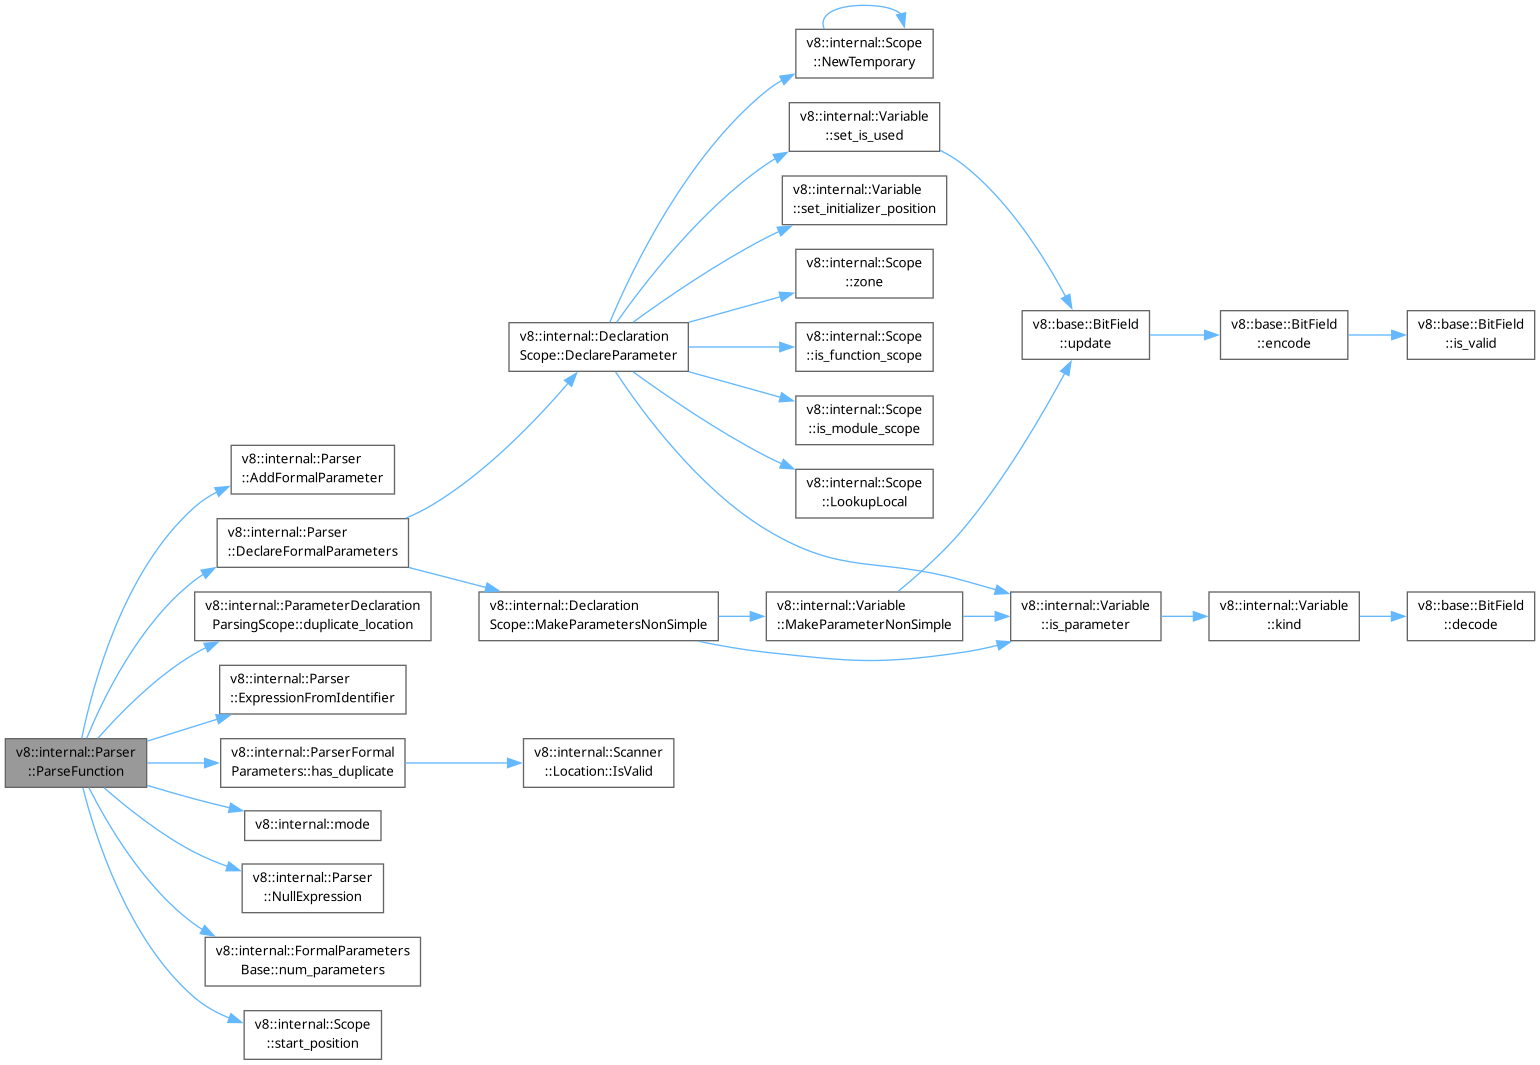 v8::internal::Scope
::NewTemporary
v8::internal::Variable
::set_is_used
v8::internal::Variable
::set_initializer_position
v8::internal::Scope
::zone
v8::internal::Declaration
Scope::DeclareParameter
v8::internal::Scope
::is_function_scope
v8::base::BitField
::update
v8::base::BitField
::encode
v8::base::BitField
::is_valid
v8::internal::Scope
::is_module_scope
v8::internal::Scope
::LookupLocal
v8::internal::Parser
::AddFormalParameter
v8::internal::Parser
::DeclareFormalParameters
v8::internal::ParameterDeclaration
ParsingScope::duplicate_location
v8::internal::Declaration
Scope::MakeParametersNonSimple
v8::internal::Variable
::MakeParameterNonSimple
v8::internal::Variable
::is_parameter
v8::internal::Variable
::kind
v8::base::BitField
::decode
v8::internal::Parser
::ExpressionFromIdentifier
v8::internal::Parser
::ParseFunction
v8::internal::ParserFormal
Parameters::has_duplicate
v8::internal::Scanner
::Location::IsValid
v8::internal::mode
v8::internal::Parser
::NullExpression
v8::internal::FormalParameters
Base::num_parameters
v8::internal::Scope
::start_position